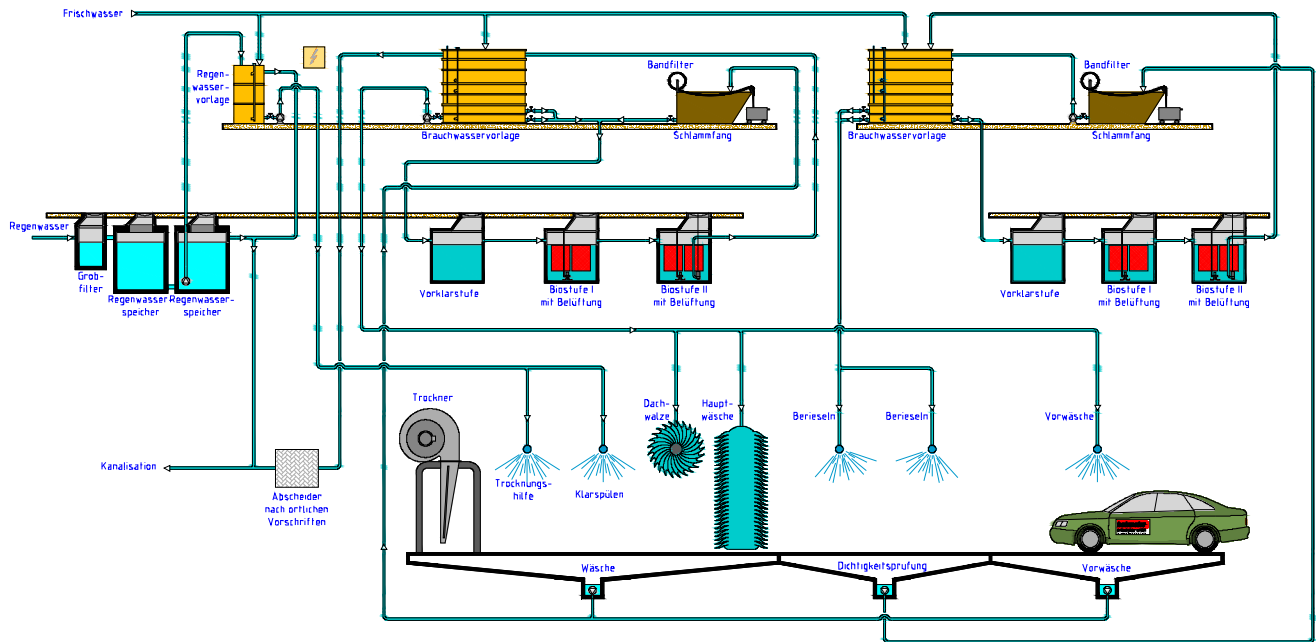 Frischwasser
Regen-
wasser-
vorlage
Brauchwasservorlage
Bandfilter
Schlammfang
Brauchwasservorlage
Bandfilter
Schlammfang
Regenwasser
Grob-
filter
Regenwasser-
speicher
Regenwasser-
speicher
Vorklärstufe
Biostufe I
mit Belüftung
Biostufe II
mit Belüftung
Vorklärstufe
Biostufe I
mit Belüftung
Biostufe II
mit Belüftung
Trockner
Dach-
walze
Haupt-
wäsche
Berieseln
Berieseln
Vorwäsche
Kanalisation
Abscheider
nach örtlichen
Vorschriften
Trocknungs-
hilfe
Klarspülen
Wäsche
Dichtigkeitsprüfung
Vorwäsche